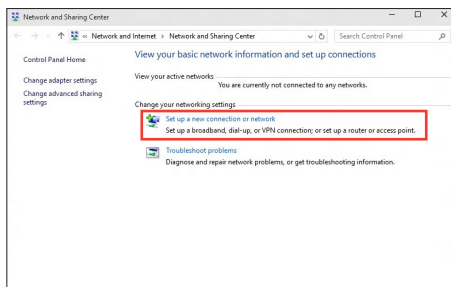 Network and Sharing Center
« Network and Internet › Network and Sharing Center
Search Control Panel
Control Panel Home
Change adapter settings
Change advanced sharing
settings
View your basic network information and set up connections
View your active networks
You are currently not connected to any networks.
Change your networking settings
Set up a new connection or network
Set up a broadband, dial-up, or VPN connection; or set up a router or access point.
Troubleshoot problems
Diagnose and repair network problems, or get troubleshooting information.